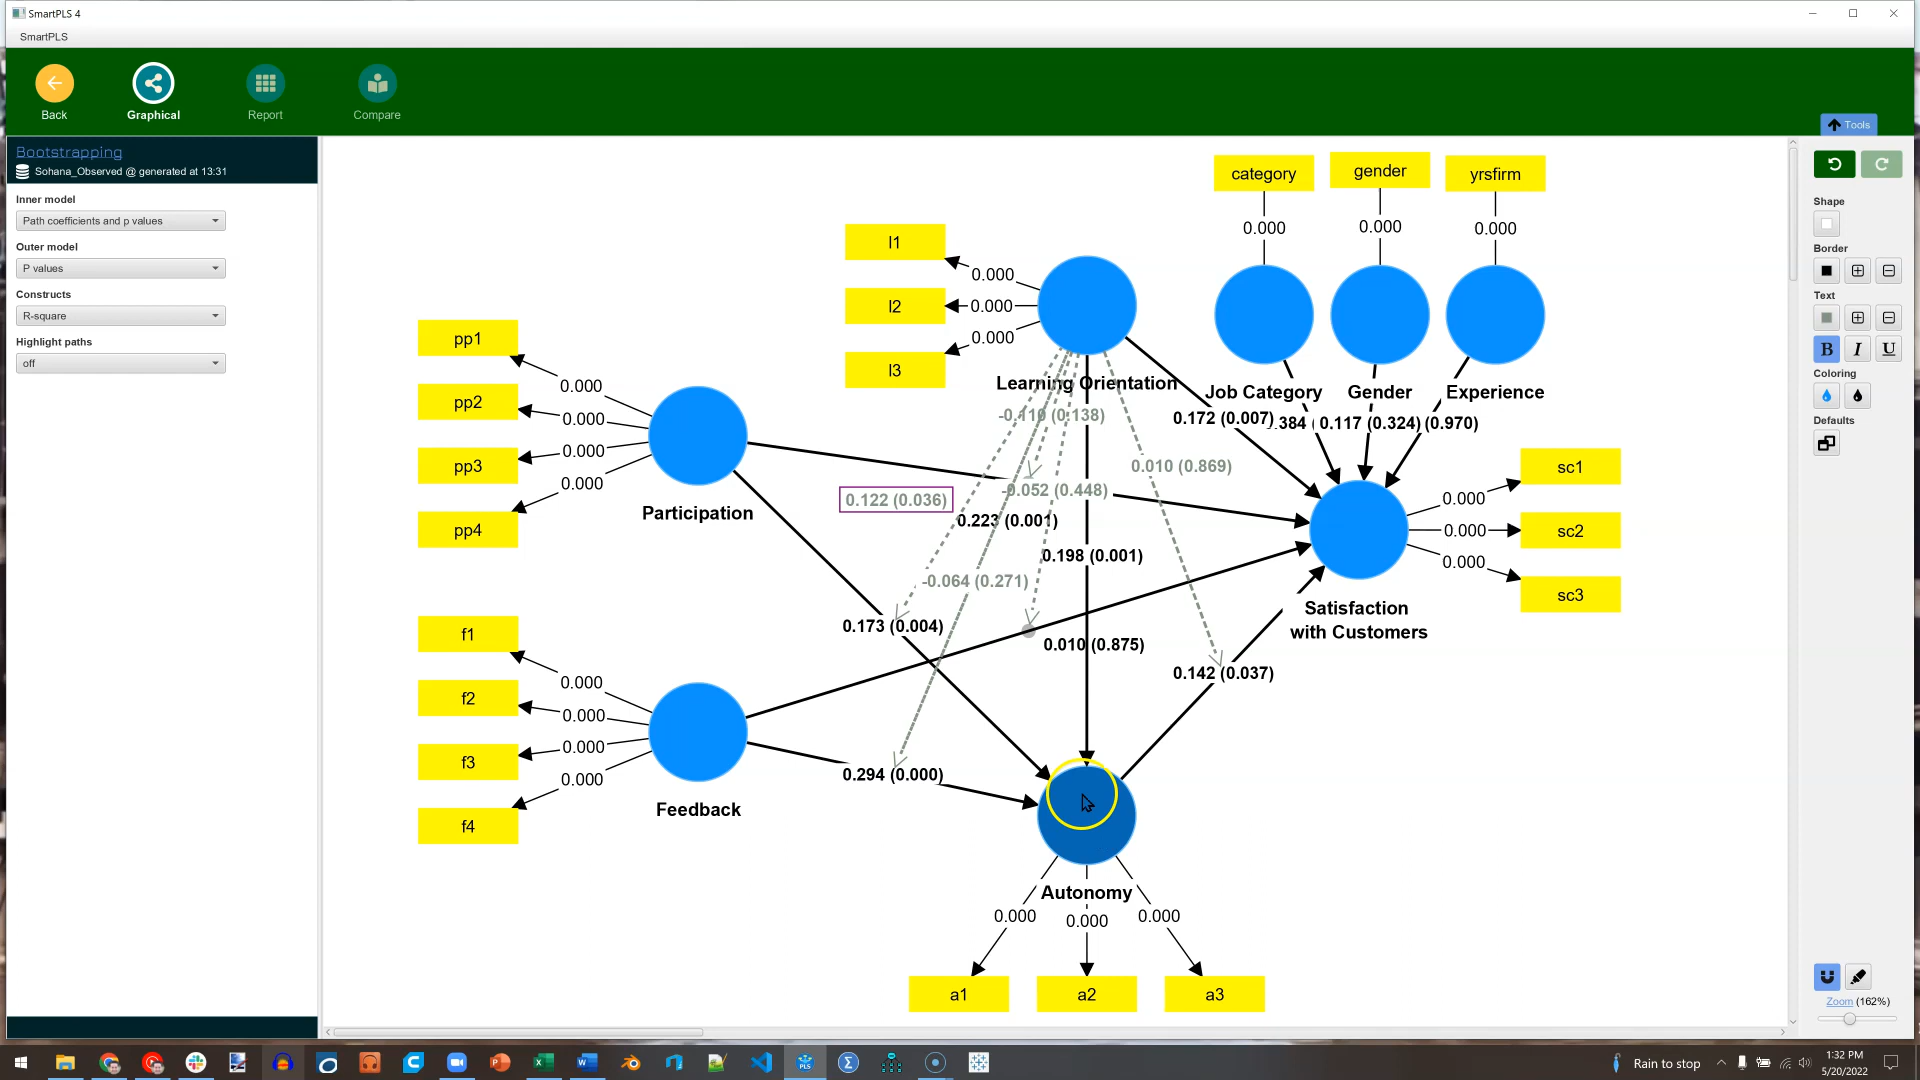 SmartPLS 4
SmartPLS
Back
Graphical
Report
Compare
Tools
Bootstrapping
Sohana_Observed @ generated at 13:31
Inner model
Path coefficients and p values
Outer model
P values
Constructs
R-square
Highlight paths
off
category
gender
yrsfirm
0.000
0.000
0.000
l1
l2
l3
0.000
0.000
0.000
Learning Orientation
Job Category
Gender
Experience
pp1
pp2
pp3
pp4
0.000
0.000
0.000
0.000
Participation
-0.110 (0.138)
0.172 (0.007)
.384
0.117 (0.324)
(0.970)
0.010 (0.869)
0.122 (0.036)
-0.052 (0.448)
0.223 (0.001)
0.198 (0.001)
-0.064 (0.271)
0.173 (0.004)
0.010 (0.875)
0.142 (0.037)
0.294 (0.000)
sc1
sc2
sc3
0.000
0.000
0.000
Satisfaction
with Customers
f1
f2
f3
f4
0.000
0.000
0.000
0.000
Feedback
Autonomy
0.000
0.000
0.000
a1
a2
a3
Shape
Border
Text
B
I
U
Coloring
Defaults
Zoom (162%)
PLS
Rain to stop
1:32 PM
5/20/2022